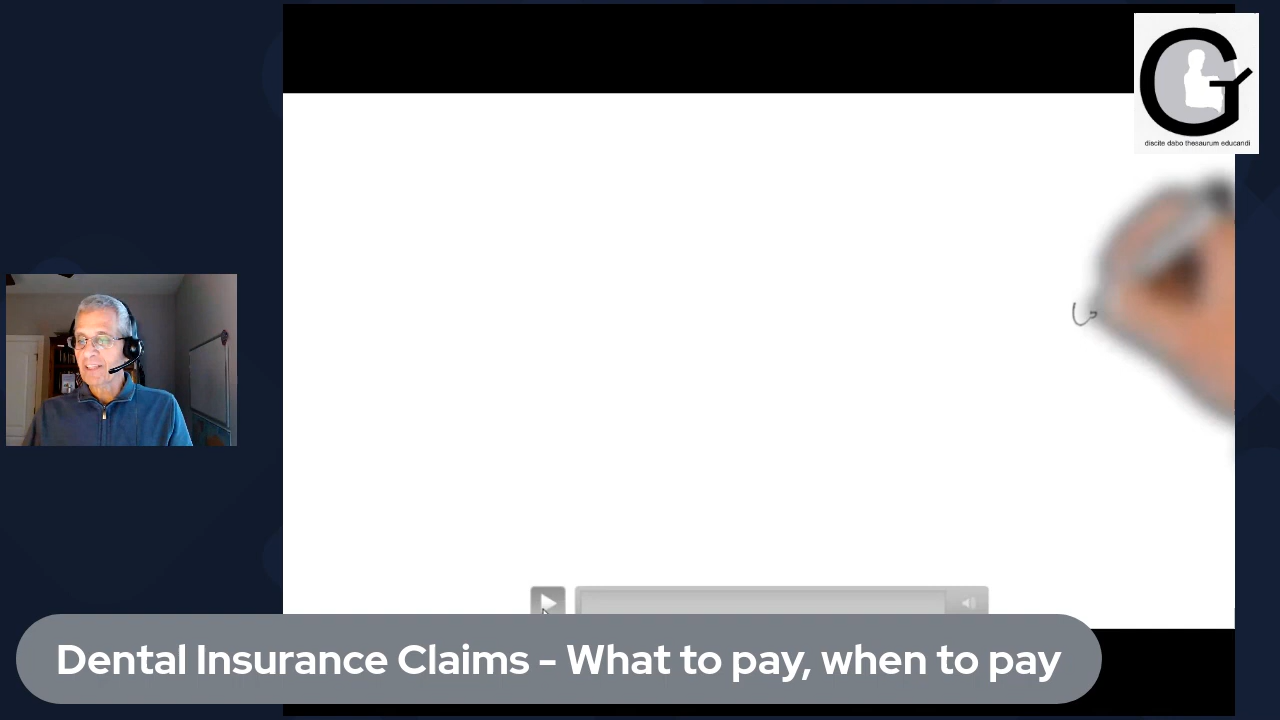 G
discite dabo thesaurum educandi
Dental Insurance Claims - What to pay, when to pay